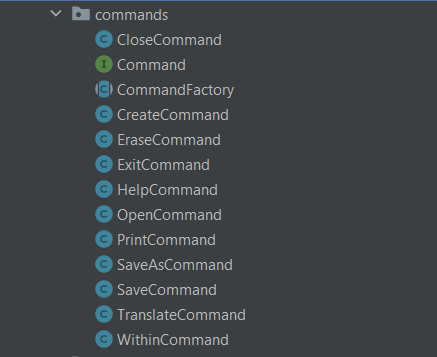 commands
CloseCommand
Command
CommandFactory
CreateCommand
EraseCommand
ExitCommand
HelpCommand
OpenCommand
PrintCommand
SaveAsCommand
SaveCommand
TranslateCommand
WithinCommand